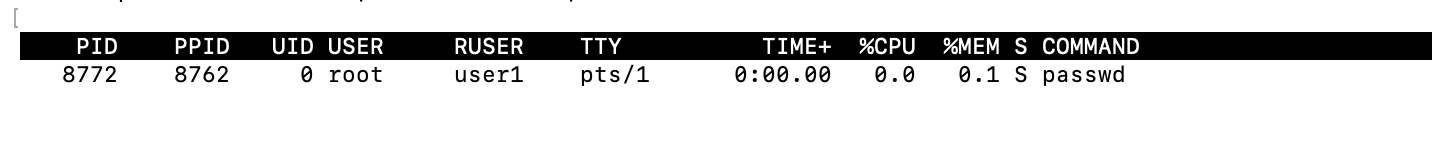 PID PPID UID USER RUSER TTY TIME+ %CPU %MEM S COMMAND
8772 8762 0 root user1 pts/1 0:00.00 0.0 0.1 S passwd